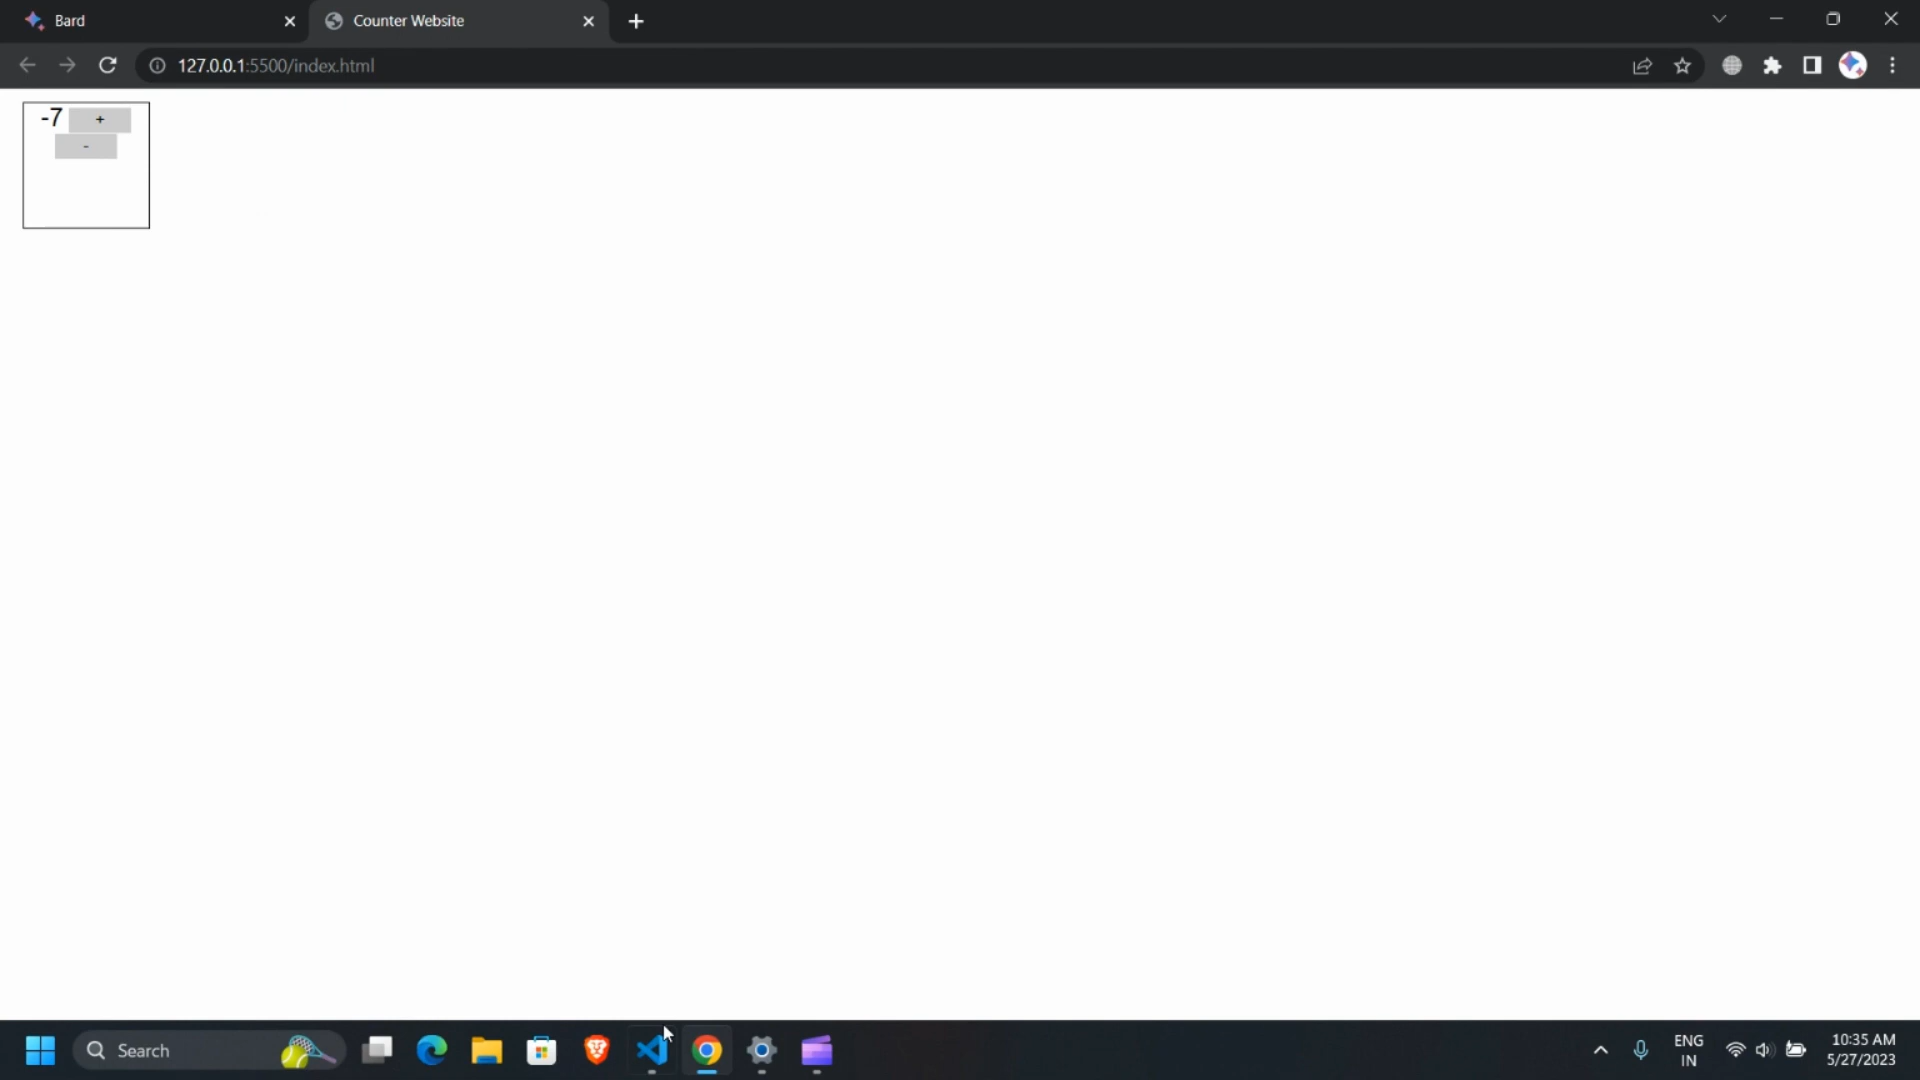 Bard
Counter Website
127.0.0.1:5500/index.html
-7 +
-
Search
ENG
IN
10:35 AM
5/27/2023